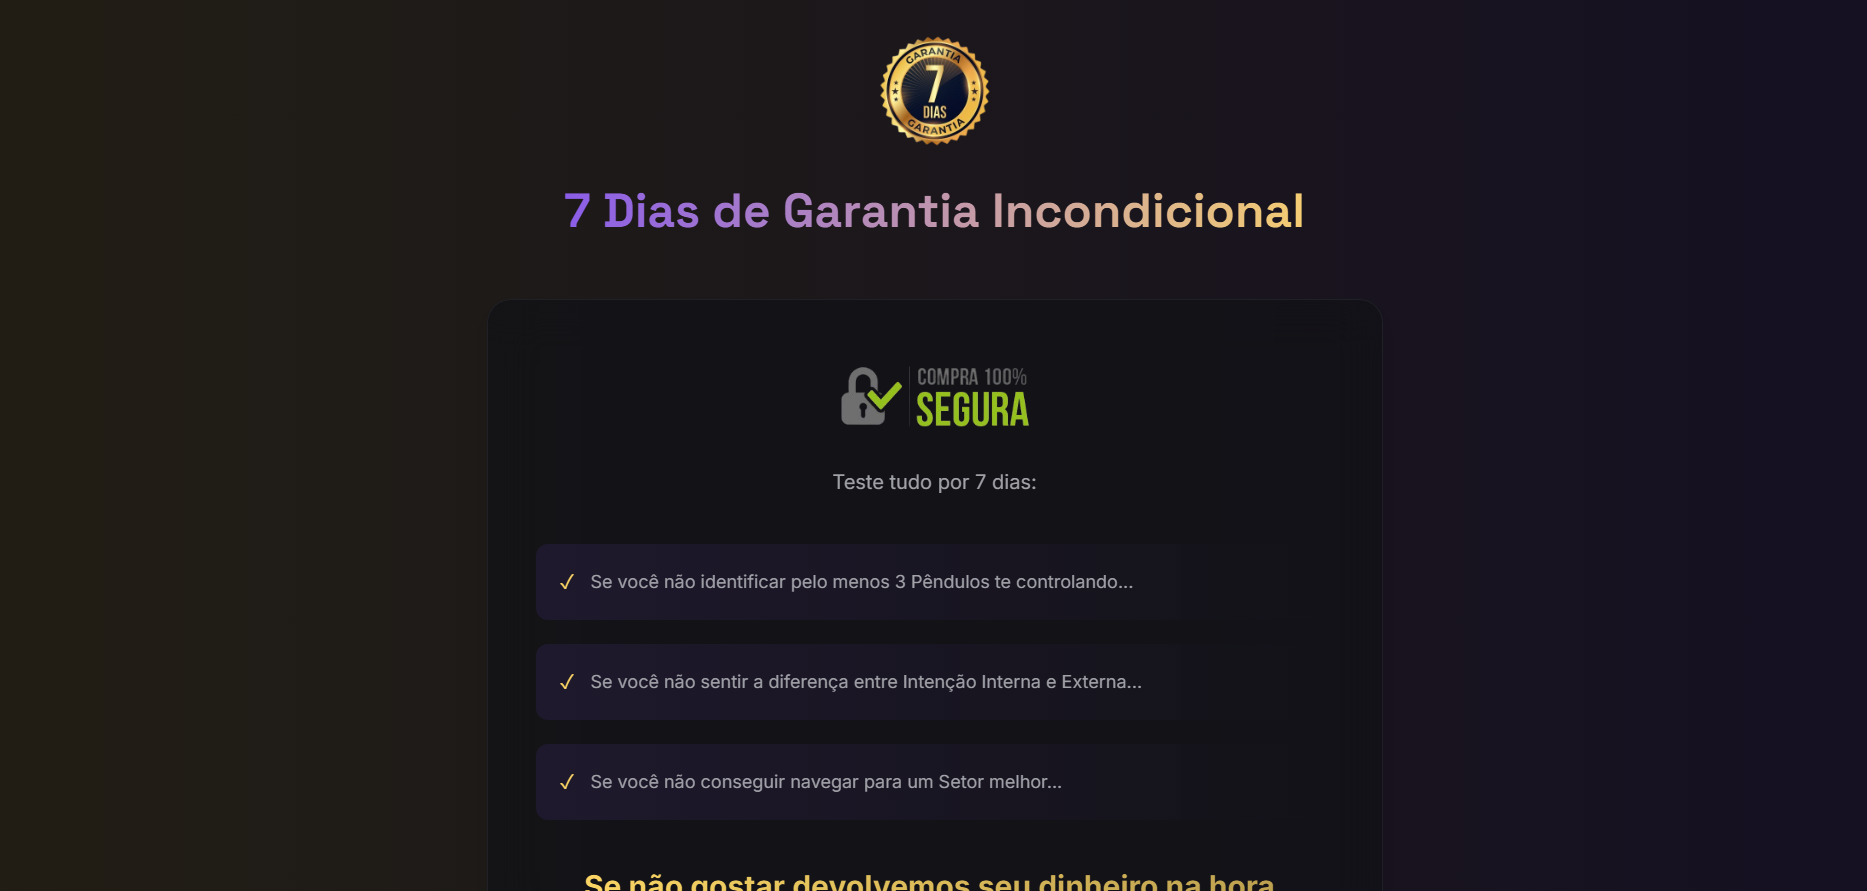 GARANTIA
7
DIAS
GARANTIA
7 Dias de Garantia Incondicional
COMPRA 100%
SEGURA
Teste tudo por 7 dias:
✓ Se você não identificar pelo menos 3 Pêndulos te controlando...
✓ Se você não sentir a diferença entre Intenção Interna e Externa...
✓ Se você não conseguir navegar para um Setor melhor...
Se não gostar devolvemos seu dinheiro na hora